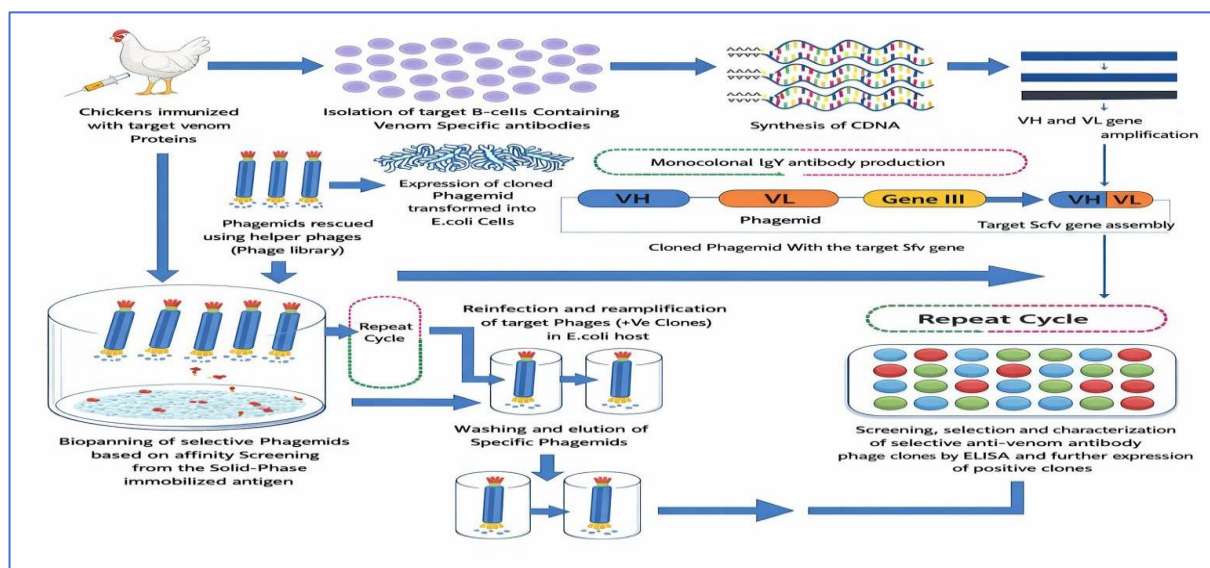 Chickens inmunized
with target venom
Proteins
Isolation of target B-cells Containing
Venom Specific antibodies
Synthesis of CDNA
VH and VL gene
amplification
Phagemids rescued
using helper phages
(Phage library)
Expression of cloned
Phagemid
transformed into
E.coli Cells
Monocolonal IgY antibody production
VH
VL
Gene III
VH
VL
Phagemid
Target Scfv gene assembly
Cloned Phagemid With the target Sfv gene
Repeat
Cycle
Reinfection and reamplification
of target Phages (+Ve Clones)
in E.coli host
Repeat Cycle
Biopanning of selective Phagemids
based on affinity Screening
from the Solid-Phase
immobilized antigen
Washing and elution of
Specific Phagemids
Screening, selection and characterization
of selective anti-venom antibody
phage clones by ELISA and further expression
of positive clones